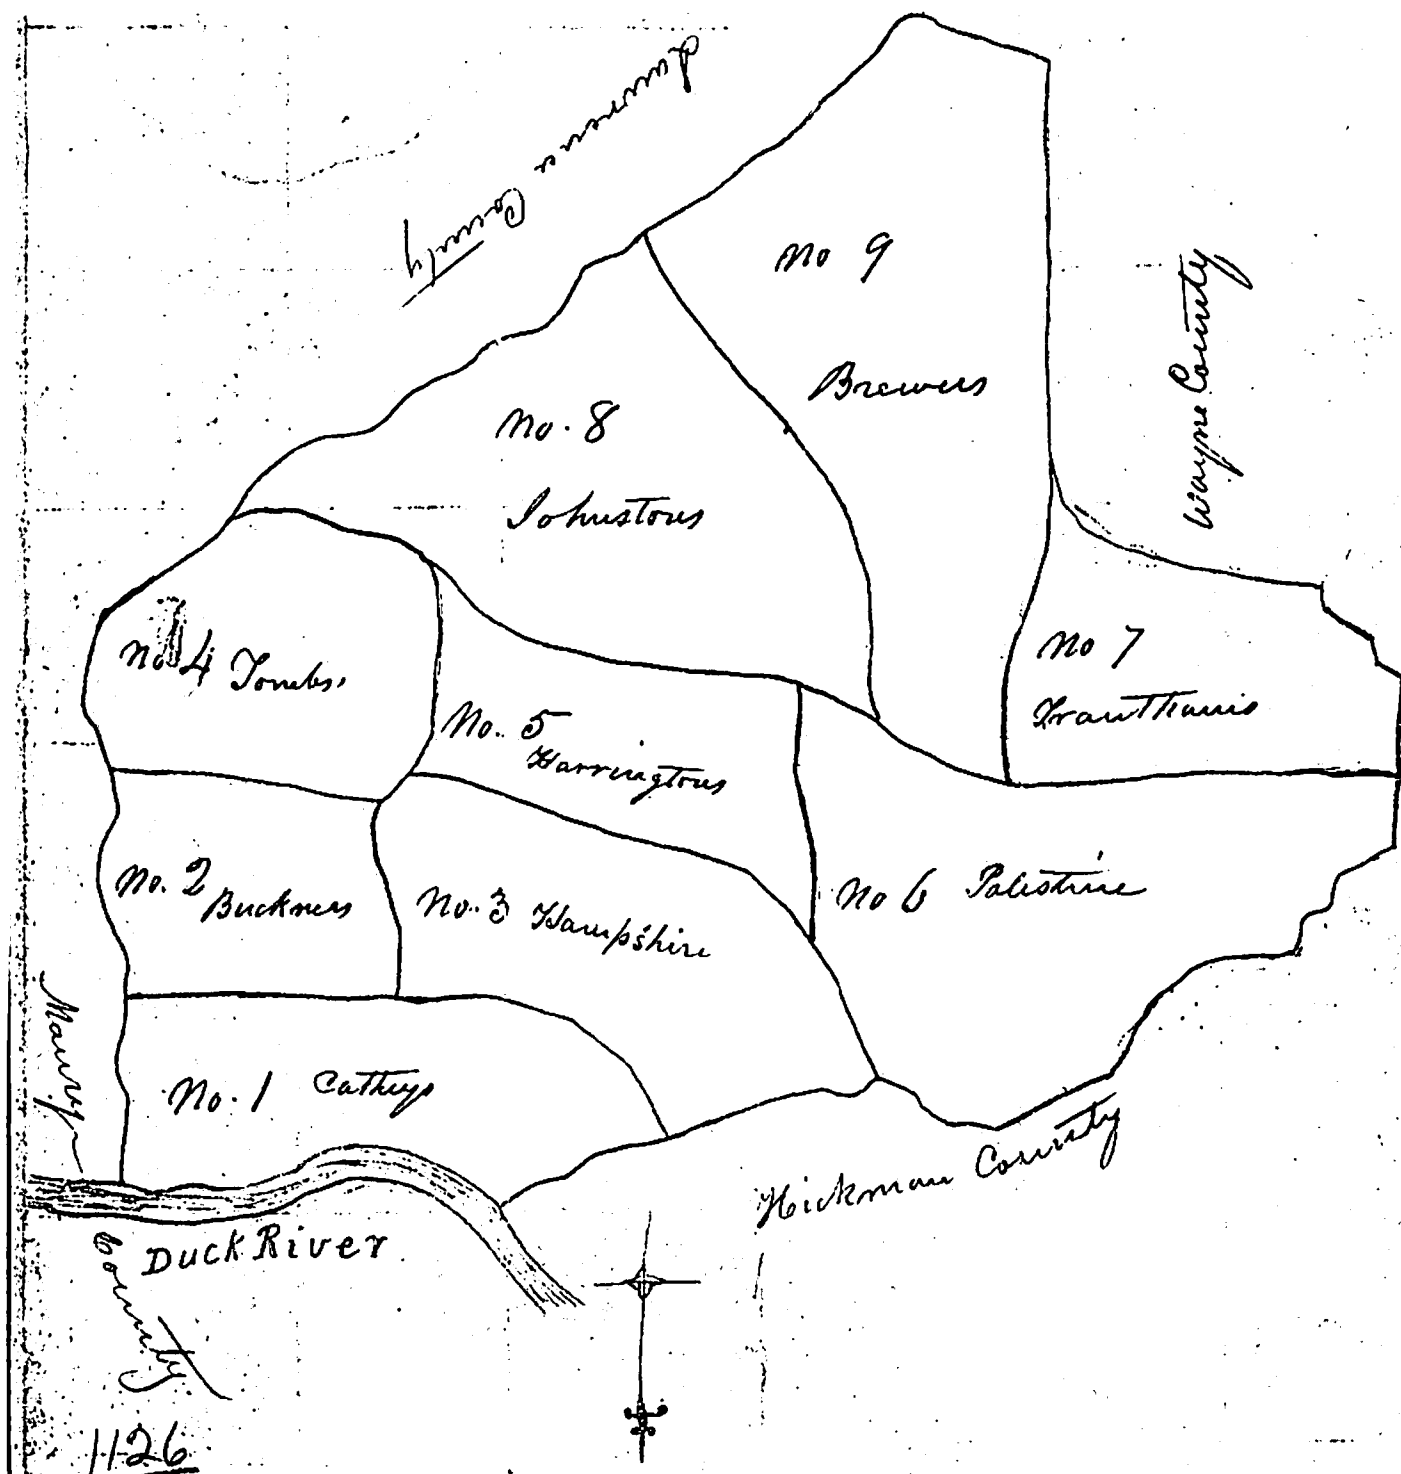 Lawrence County
No 9
Brewers
Wayne County
No. 8
Johnstons
No 4 Tombs.
No 7
No. 5
Harringtons
No. 2
Buckners
No. 3 Hampshire
No 6 Palestine
Maury
County
No. 1 Catheys
Hickman County
Duck River
1126